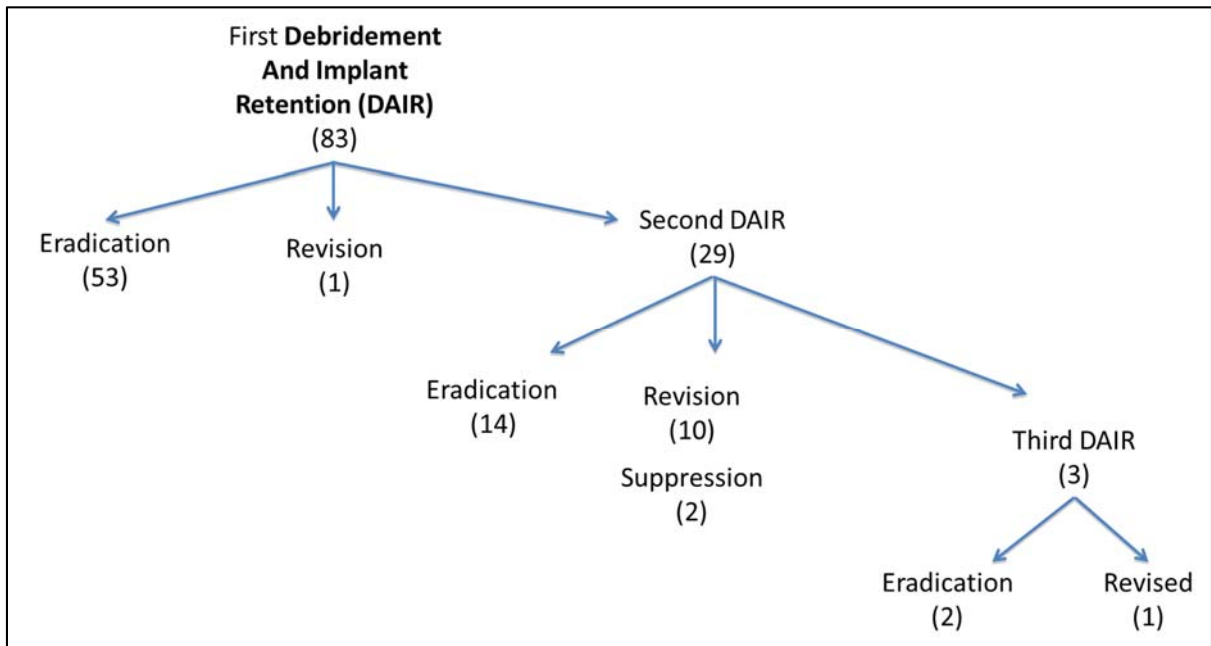 First Debridement
And Implant
Retention (DAIR)
(83)
Eradication
(53)
Revision
(1)
Second DAIR
(29)
Eradication
(14)
Revision
(10)
Suppression
(2)
Third DAIR
(3)
Eradication
(2)
Revised
(1)